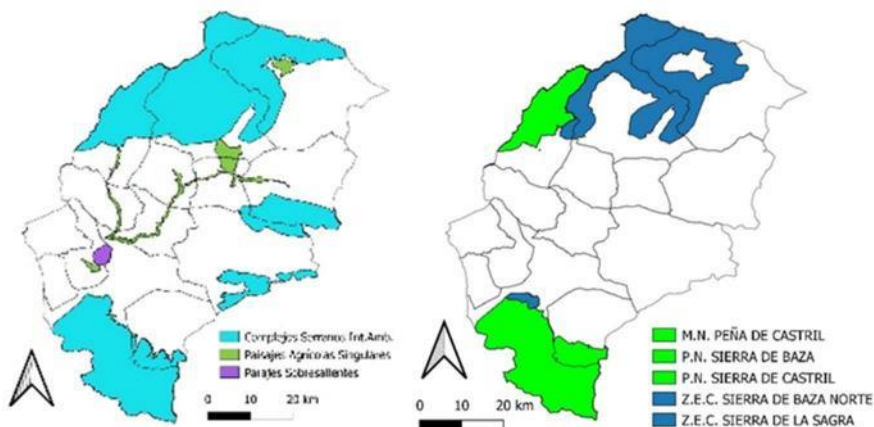 Complejos Serranos Int.Amb.
Paisajes Agrícolas Singulares
Parajes Sobresalientes
0 10 20 km
M.N. PEÑA DE CASTRIL
P.N. SIERRA DE BAZA
P.N. SIERRA DE CASTRIL
Z.E.C. SIERRA DE BAZA NORTE
Z.E.C. SIERRA DE LA SAGRA
0 10 20 km